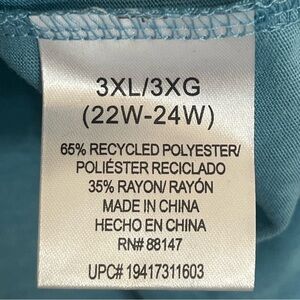 3XL/3XG
(22W-24W)
65% RECYCLED POLYESTER/
POLIÉSTER RECICLADO
35% RAYON/ RAYÓN
MADE IN CHINA
HECHO EN CHINA
RN# 88147
UPC# 19417311603